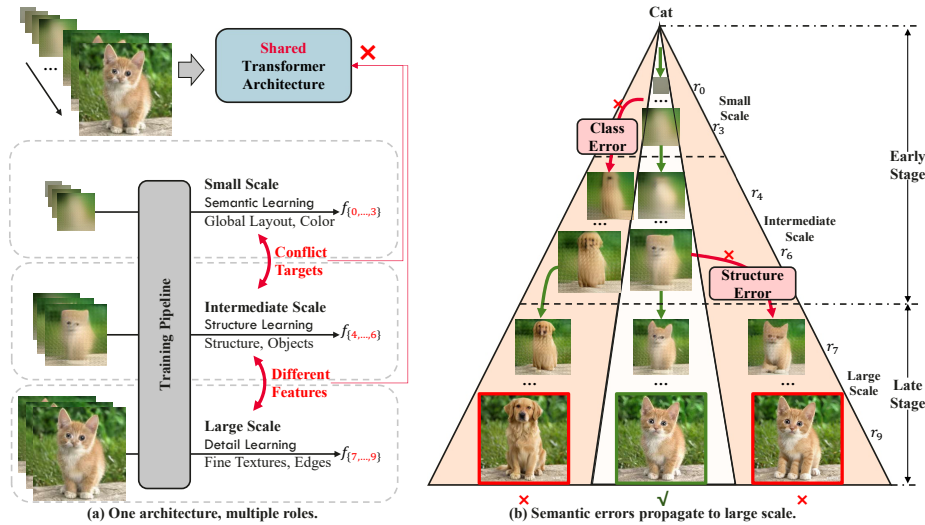 ...
Shared
Transformer
Architecture
×
Small Scale
Semantic Learning
Global Layout, Color
f{0,...,3}
Conflict
Targets
Training Pipeline
Intermediate Scale
Structure Learning
Structure, Objects
f{4,...,6}
Different
Features
Large Scale
Detail Learning
Fine Textures, Edges
f{7,...,9}
(a) One architecture, multiple roles.
Cat
r0
...
Small
Scale
r3
×
Class
Error
Early
Stage
r4
Intermediate
Scale
r6
×
Structure
Error
r7
...
...
...
Large
Scale
Late
Stage
r9
×
√
×
(b) Semantic errors propagate to large scale.